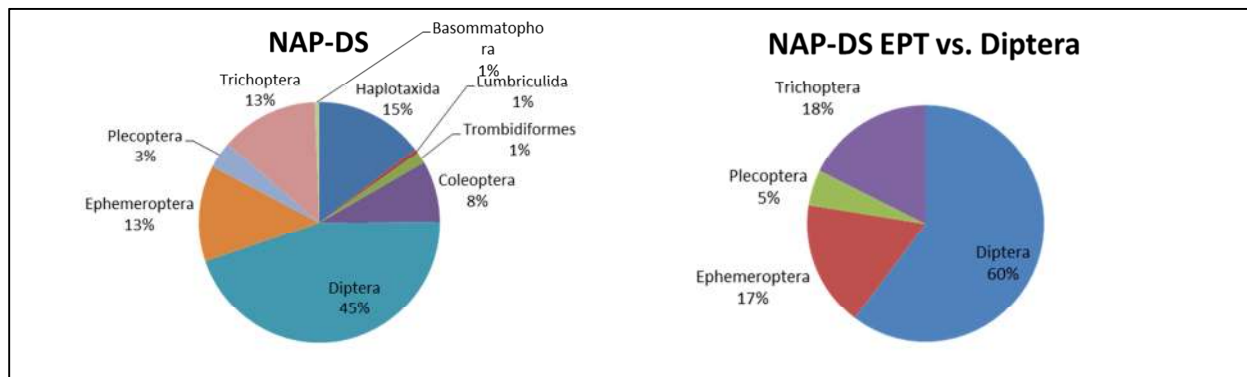 NAP-DS
Basommatopho
ra
1%
Haplotaxida
15%
Lumbriculida
1%
Trombidiformes
1%
Coleoptera
8%
Diptera
45%
Ephemeroptera
13%
Plecoptera
3%
Trichoptera
13%
NAP-DS EPT vs. Diptera
Trichoptera
18%
Plecoptera
5%
Ephemeroptera
17%
Diptera
60%